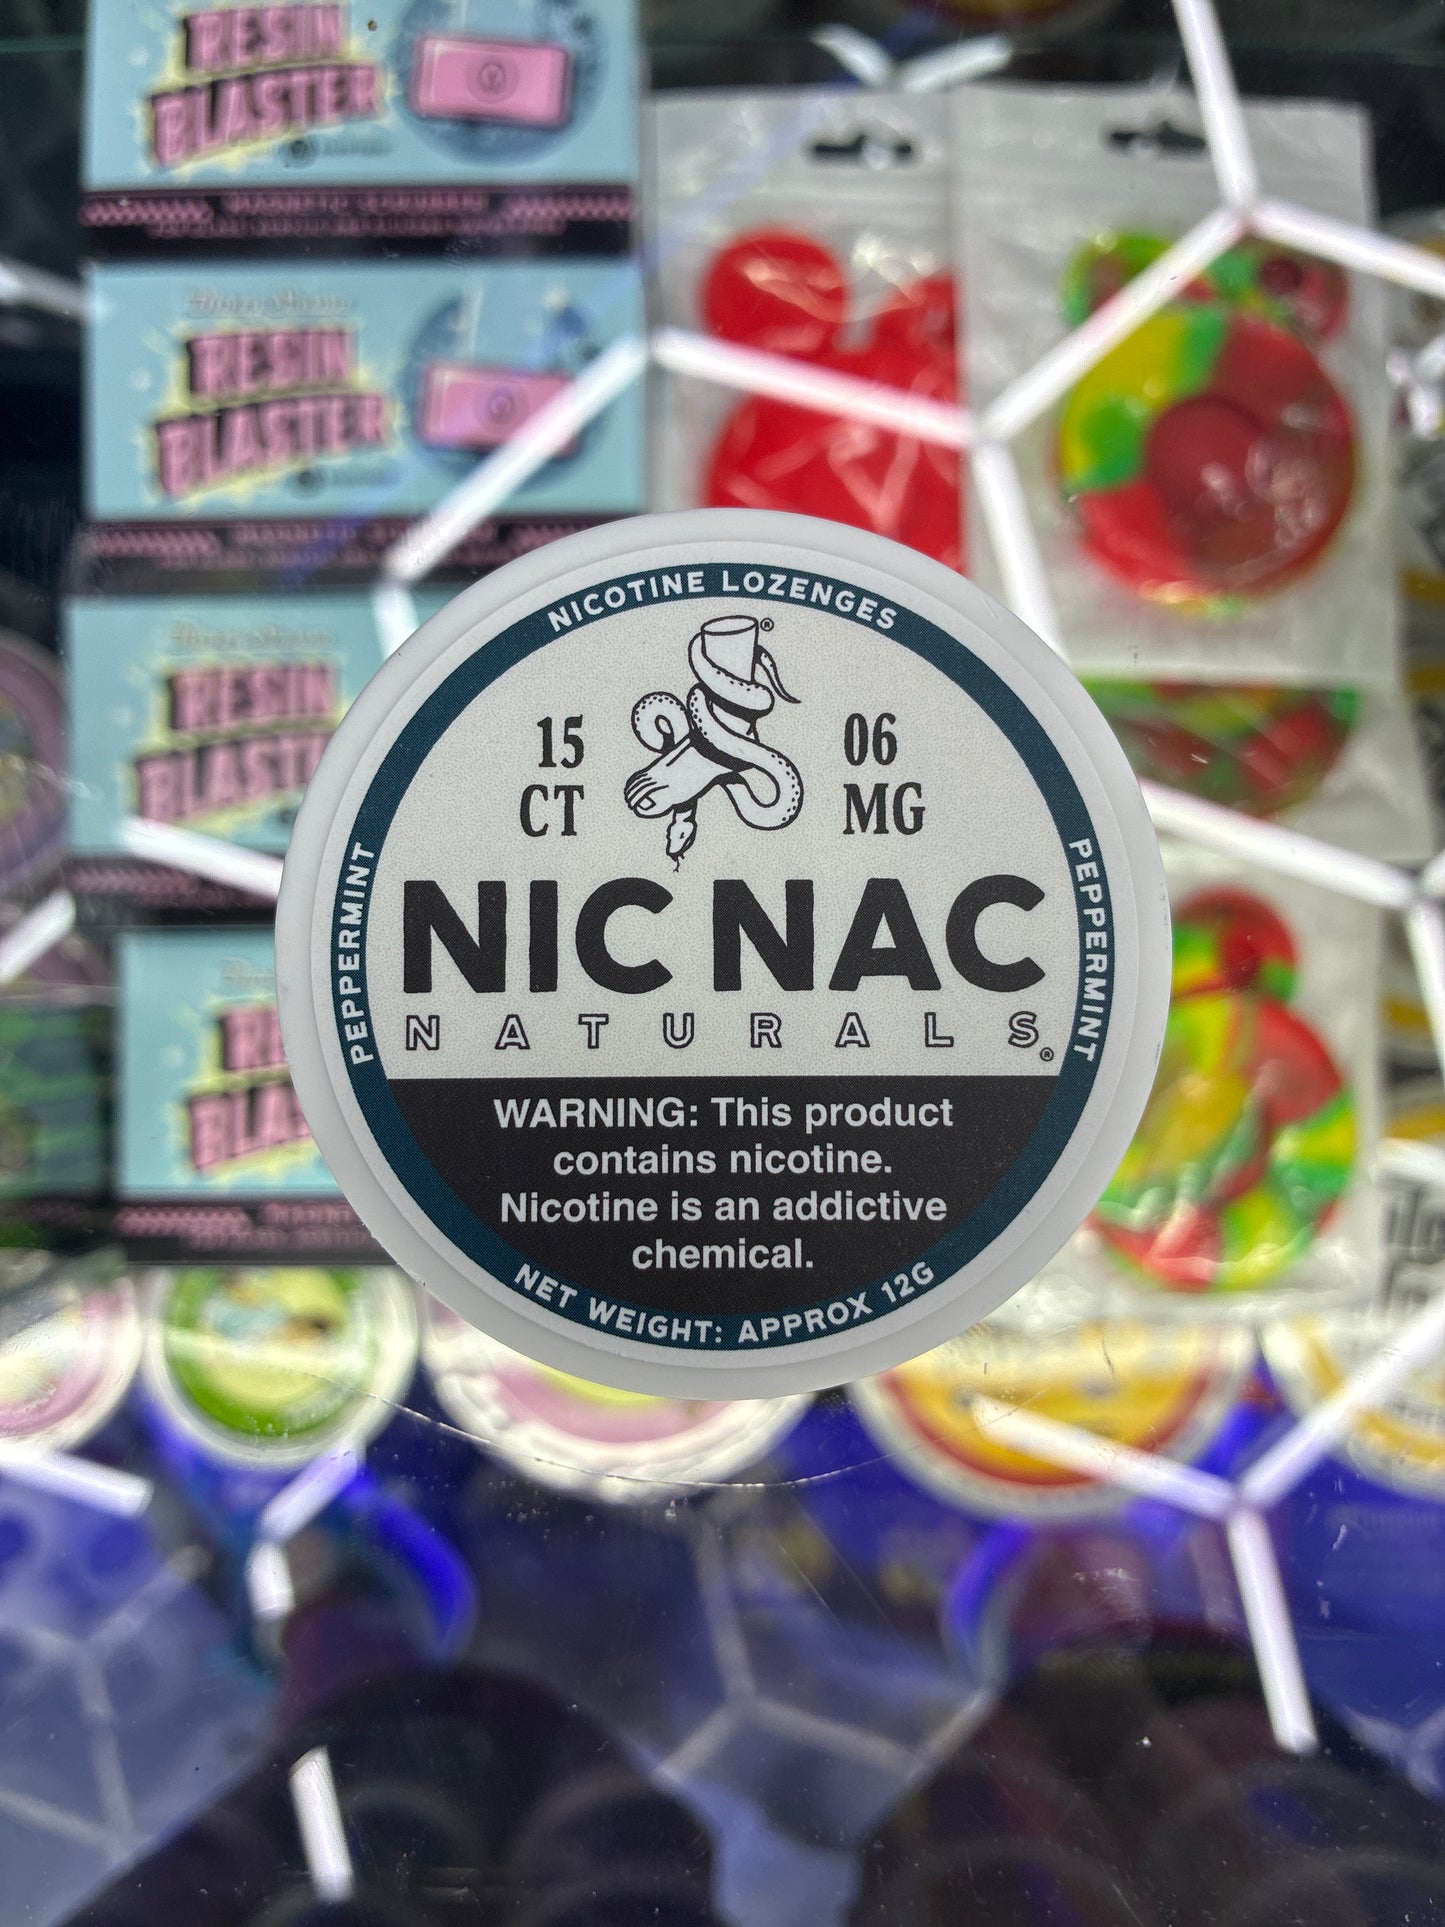 RESIN
BLASTER
RESIN
BLASTER
RESIN
BLASTER
NICOTINE LOZENGES
®
15
CT
06
MG
PEPPERMINT
NIC NAC
PEPPERMINT
NATURALS®
WARNING: This product
contains nicotine.
Nicotine is an addictive
chemical.
NET WEIGHT: APPROX 12G